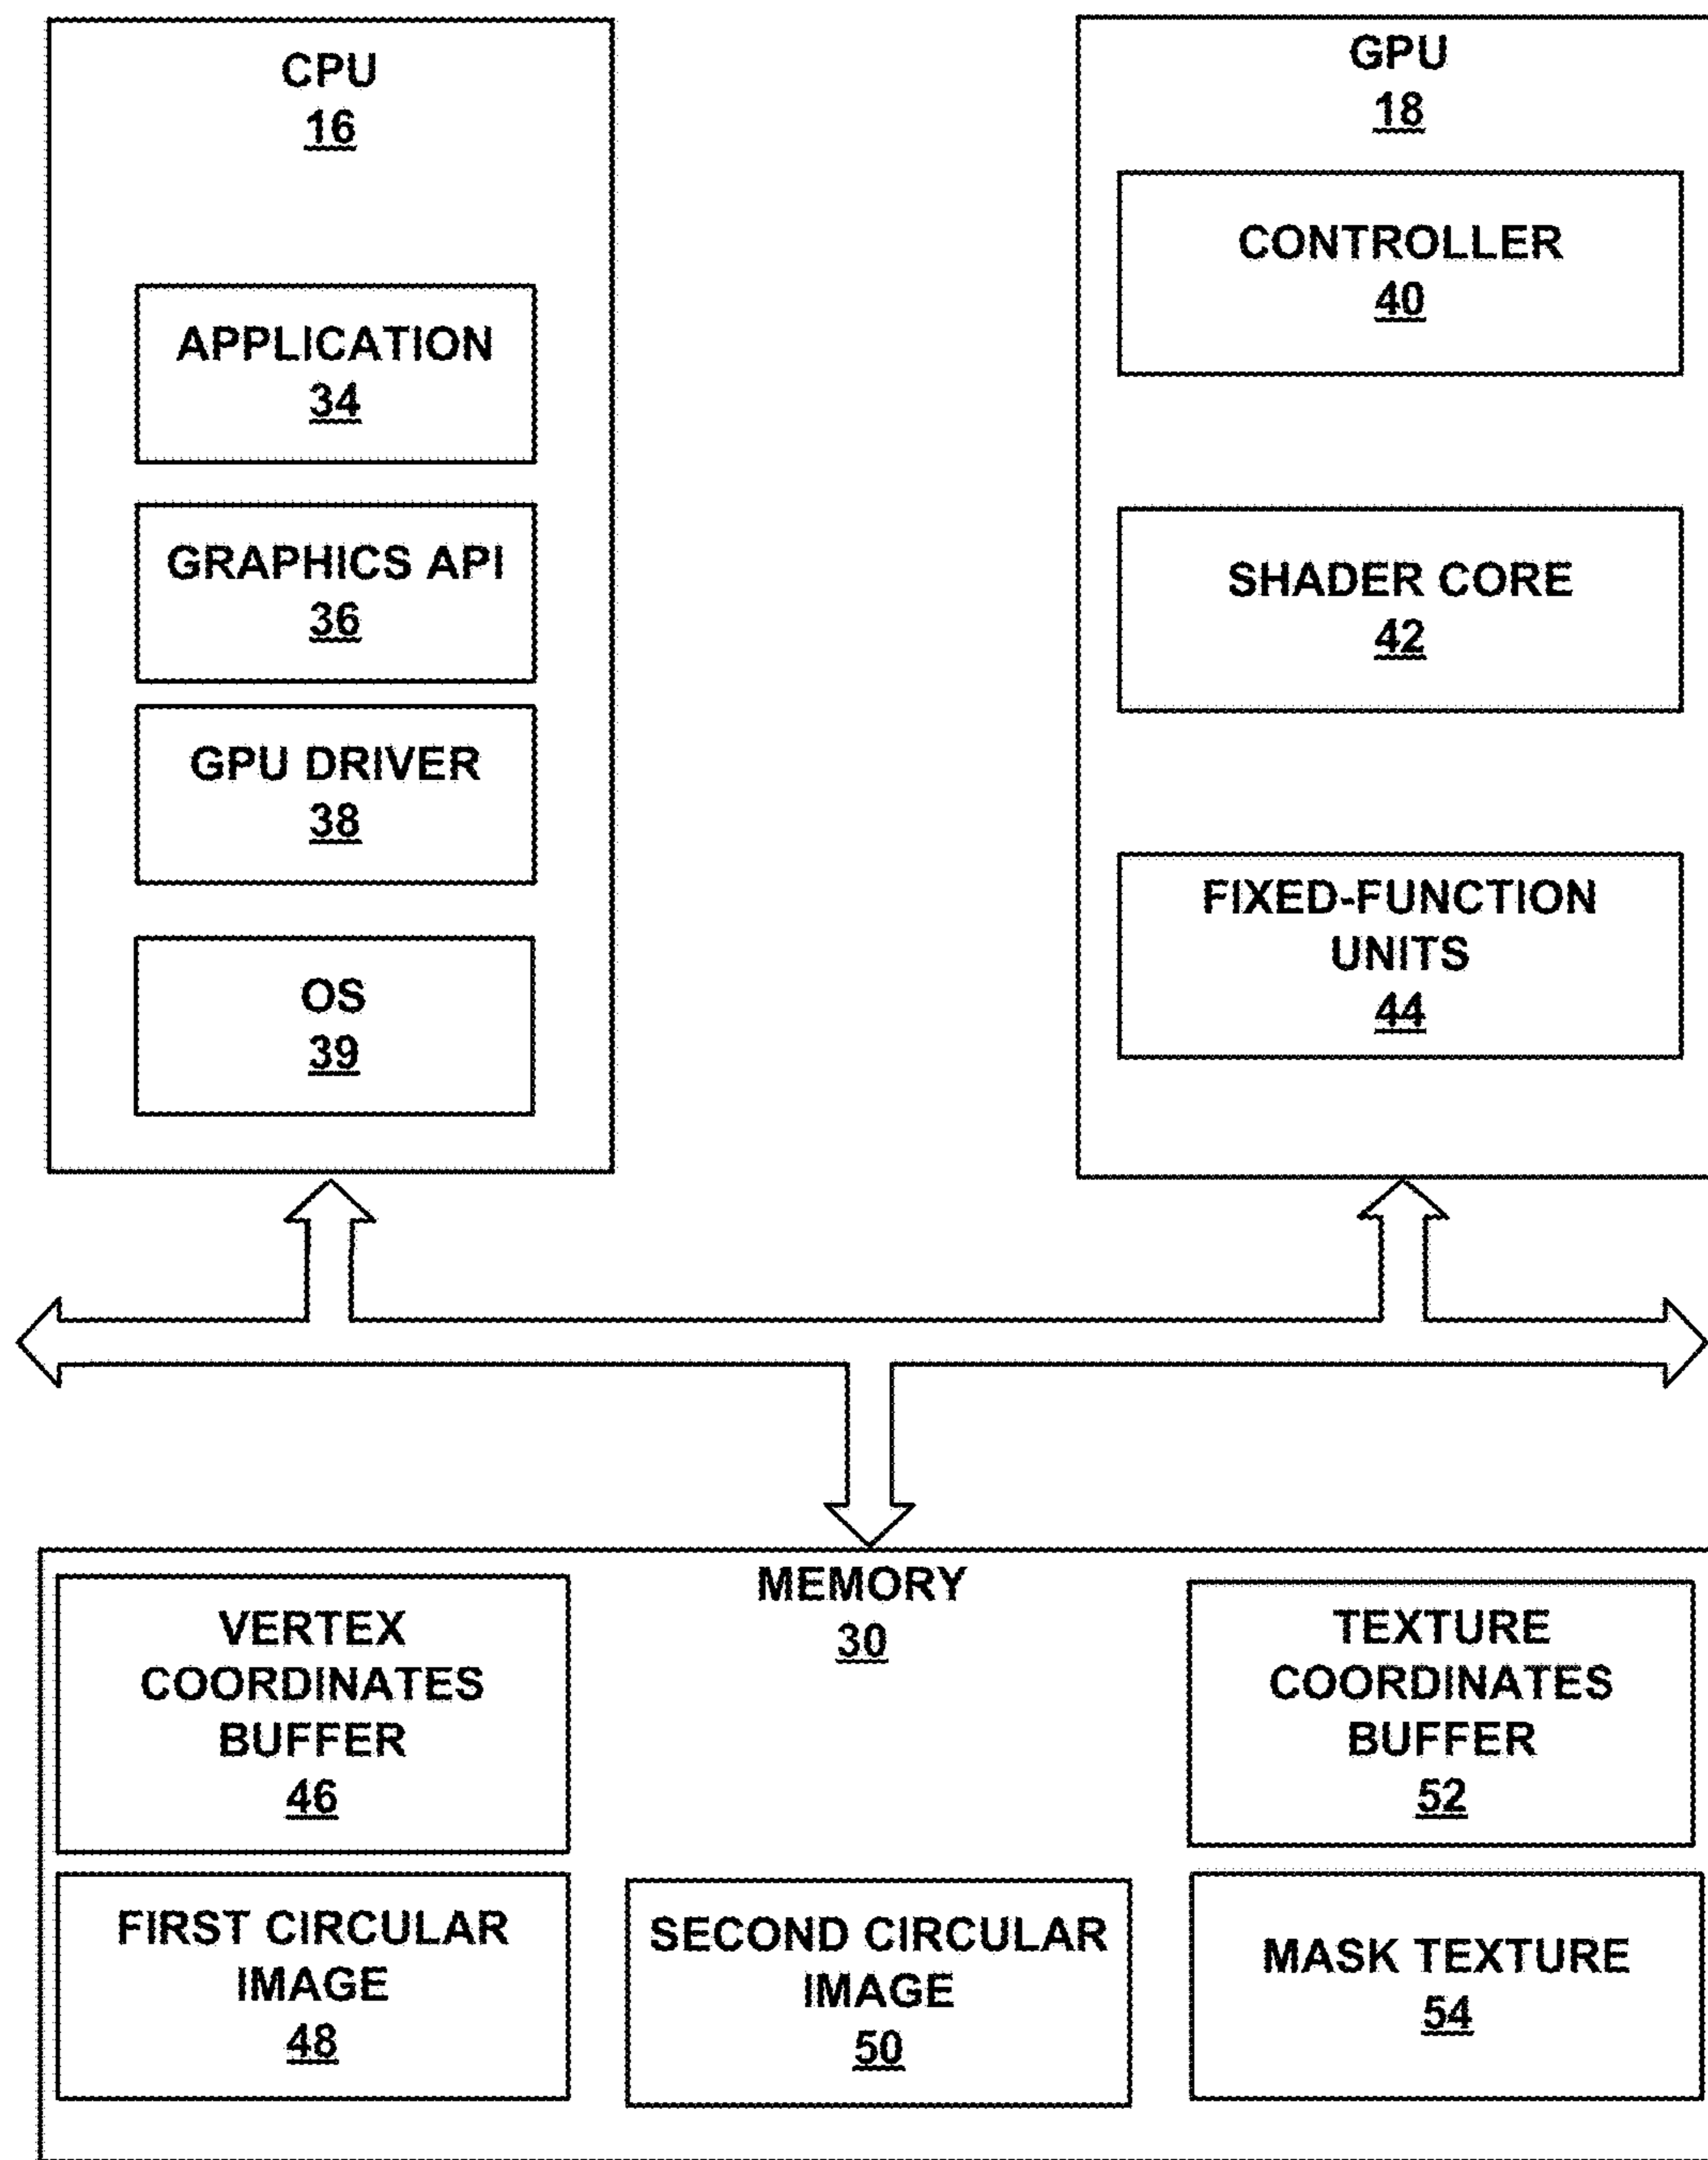 CPU
16
APPLICATION
34
GRAPHICS API
36
GPU DRIVER
38
OS
39
GPU
18
CONTROLLER
40
SHADER CORE
42
FIXED-FUNCTION
UNITS
44
MEMORY
30
VERTEX
COORDINATES
BUFFER
46
TEXTURE
COORDINATES
BUFFER
52
FIRST CIRCULAR
IMAGE
48
SECOND CIRCULAR
IMAGE
50
MASK TEXTURE
54